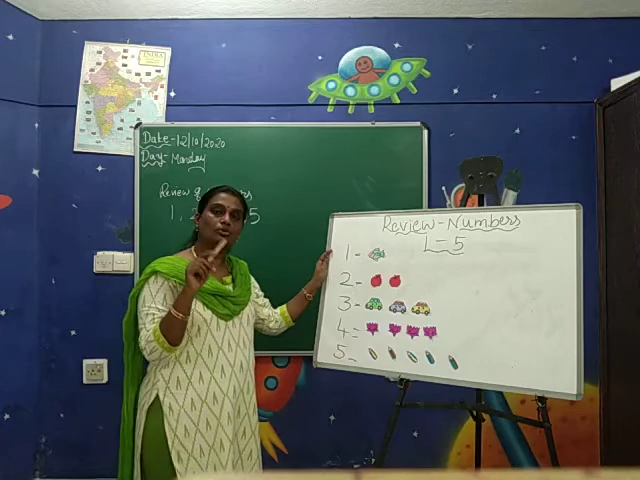 INDIA
Date-12/10/2020
Day-Monday
Review
1, 2 5
Review-Numbers
1-5
1-
2-
3-
4-
5-